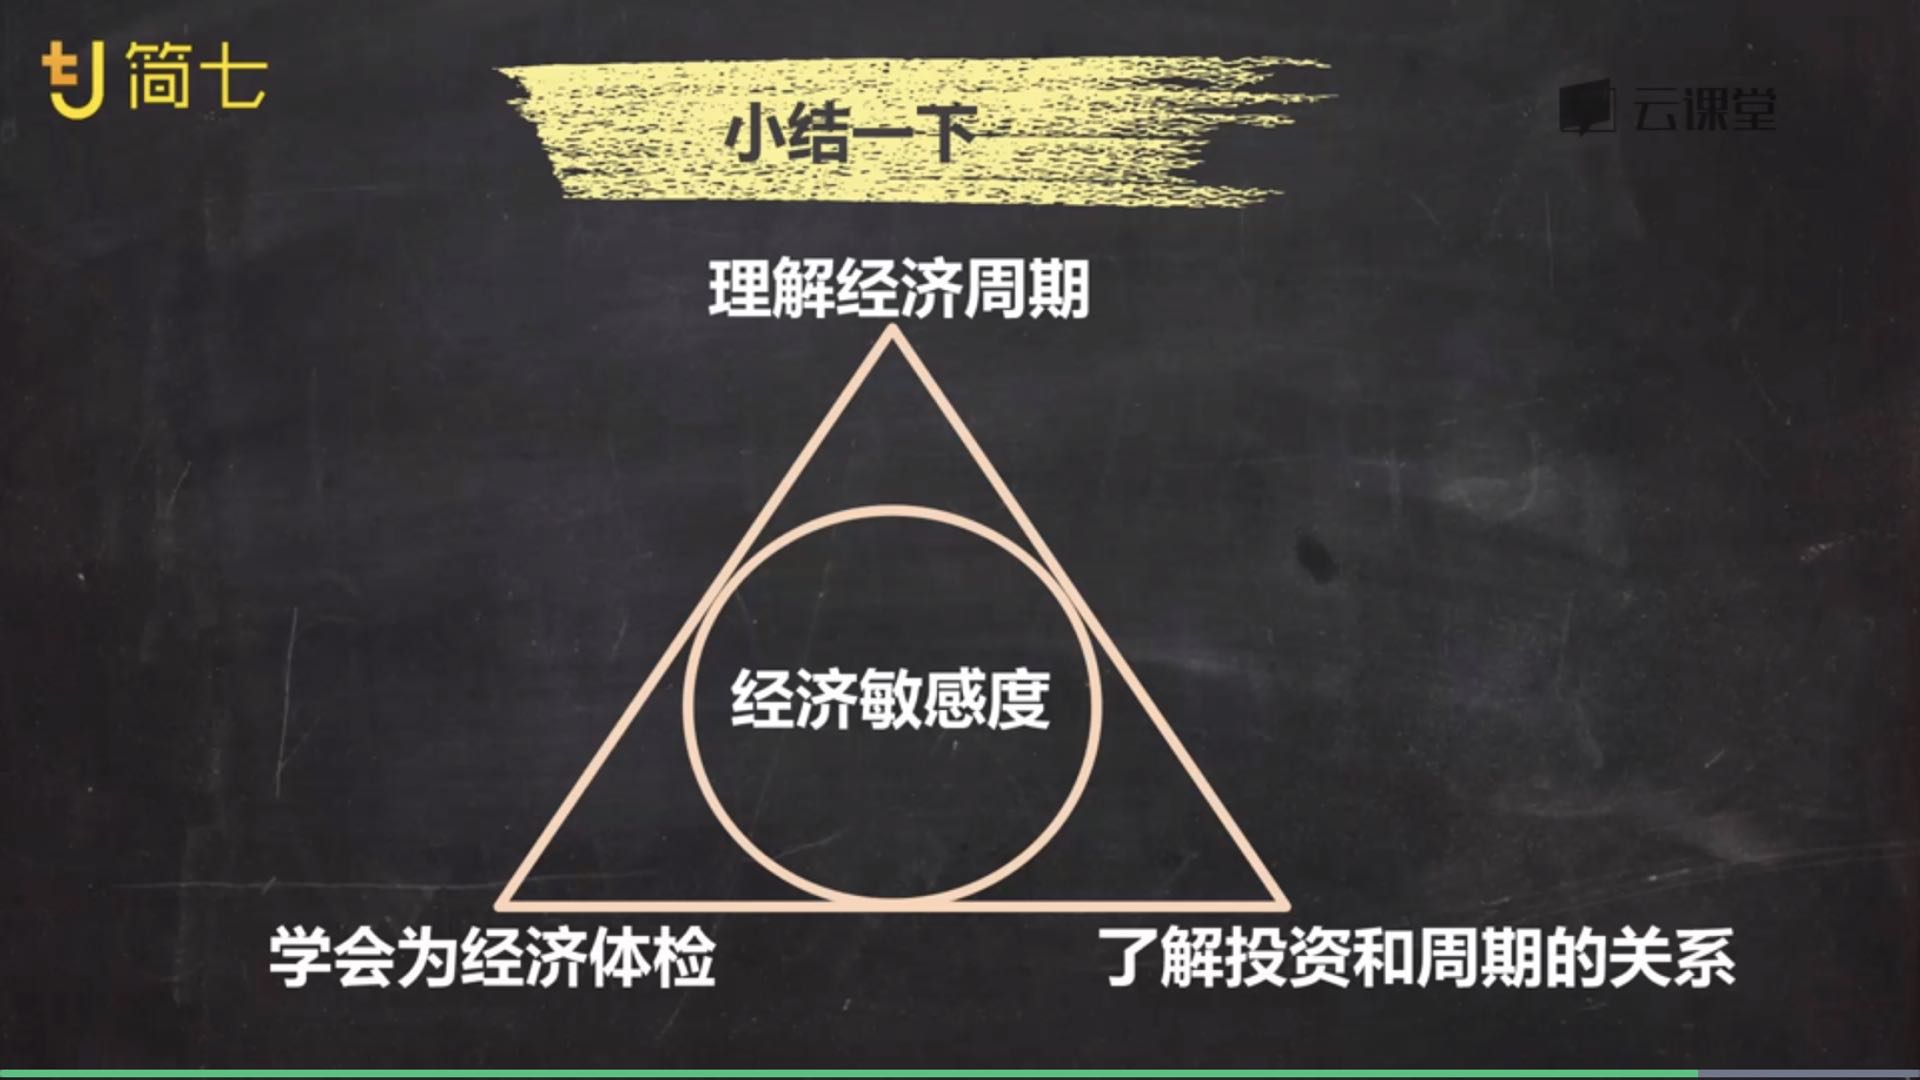 简七
云课堂
小结一下
理解经济周期
经济敏感度
学会为经济体检
了解投资和周期的关系